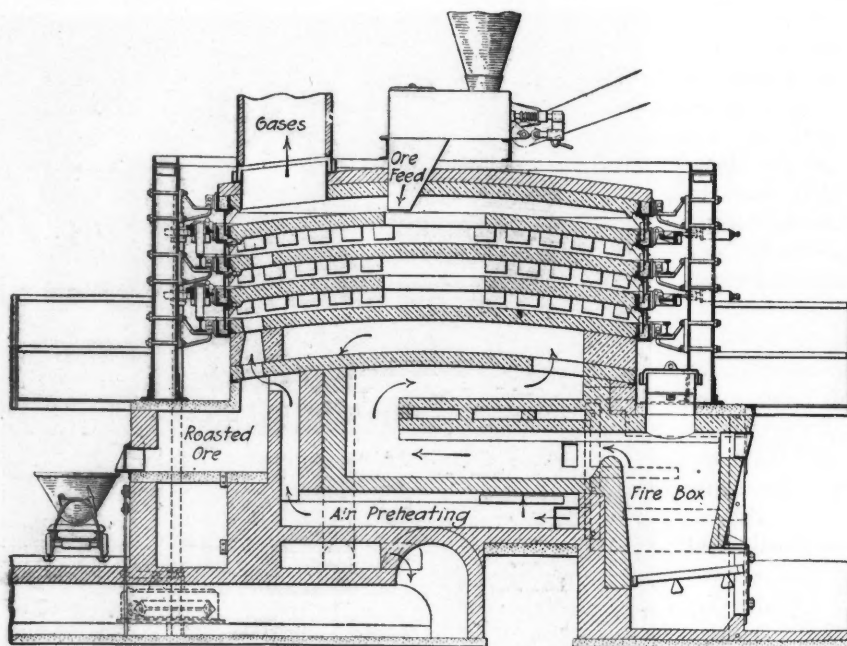 Gases
Ore
Feed
Roasted
Ore
Fire Box
Air Preheating